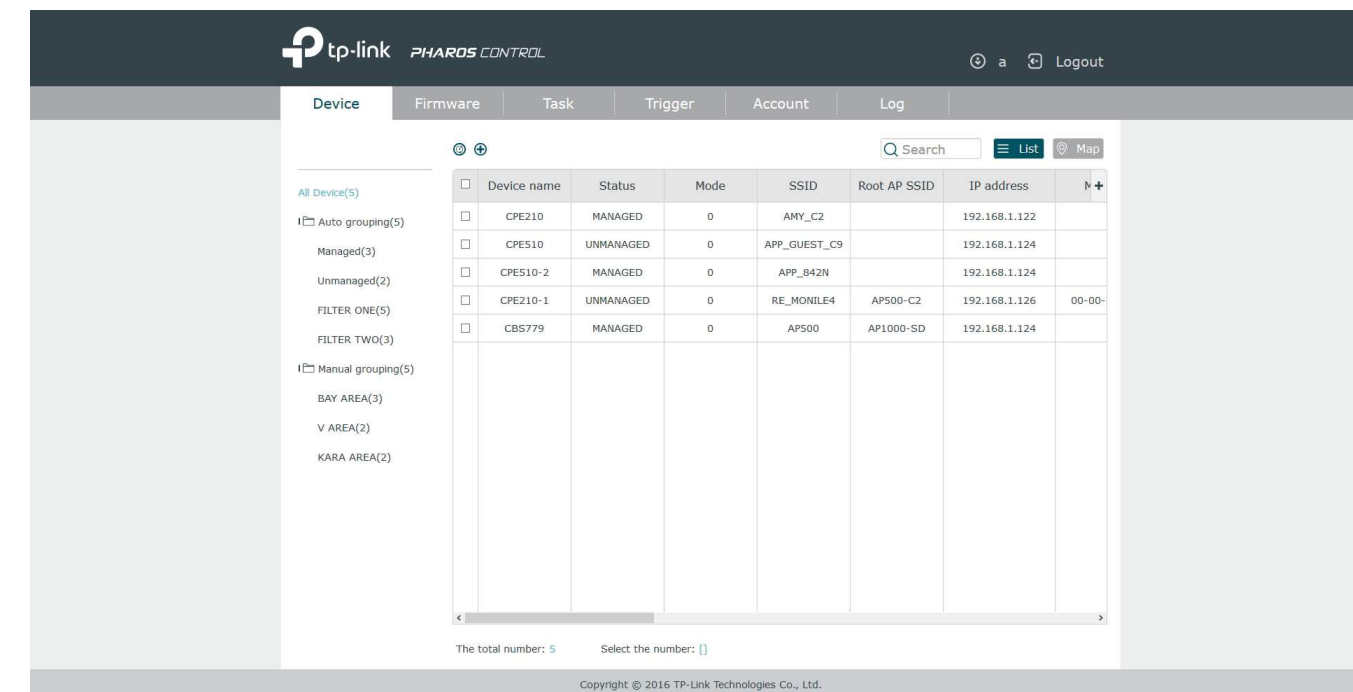 tp-link PHAROS CONTROL
a Logout
Device Firmware Task Trigger Account Log
Search List Map
All Device(5)
Auto grouping(5)
Managed(3)
Unmanaged(2)
FILTER ONE(5)
FILTER TWO(3)
Manual grouping(5)
BAY AREA(3)
V AREA(2)
KARA AREA(2)
Device name Status Mode SSID Root AP SSID IP address
CPE210 MANAGED 0 AMY_C2 192.168.1.122
CPE510 UNMANAGED 0 APP_GUEST_C9 192.168.1.124
CPE510-2 MANAGED 0 APP_842N 192.168.1.124
CPE210-1 UNMANAGED 0 RE_MONILE4 AP500-C2 192.168.1.126 00-00-
CBS779 MANAGED 0 AP500 AP1000-SD 192.168.1.124
The total number: 5 Select the number: []
Copyright © 2016 TP-Link Technologies Co., Ltd.